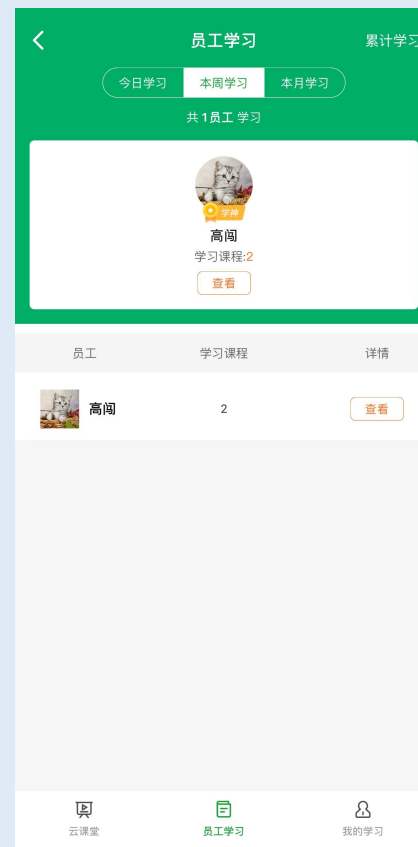 员工学习
累计学习
今日学习 本周学习 本月学习
共 1员工 学习
学神
高闯
学习课程:2
查看
员工 学习课程 详情
高闯 2 查看
云课堂 员工学习 我的学习